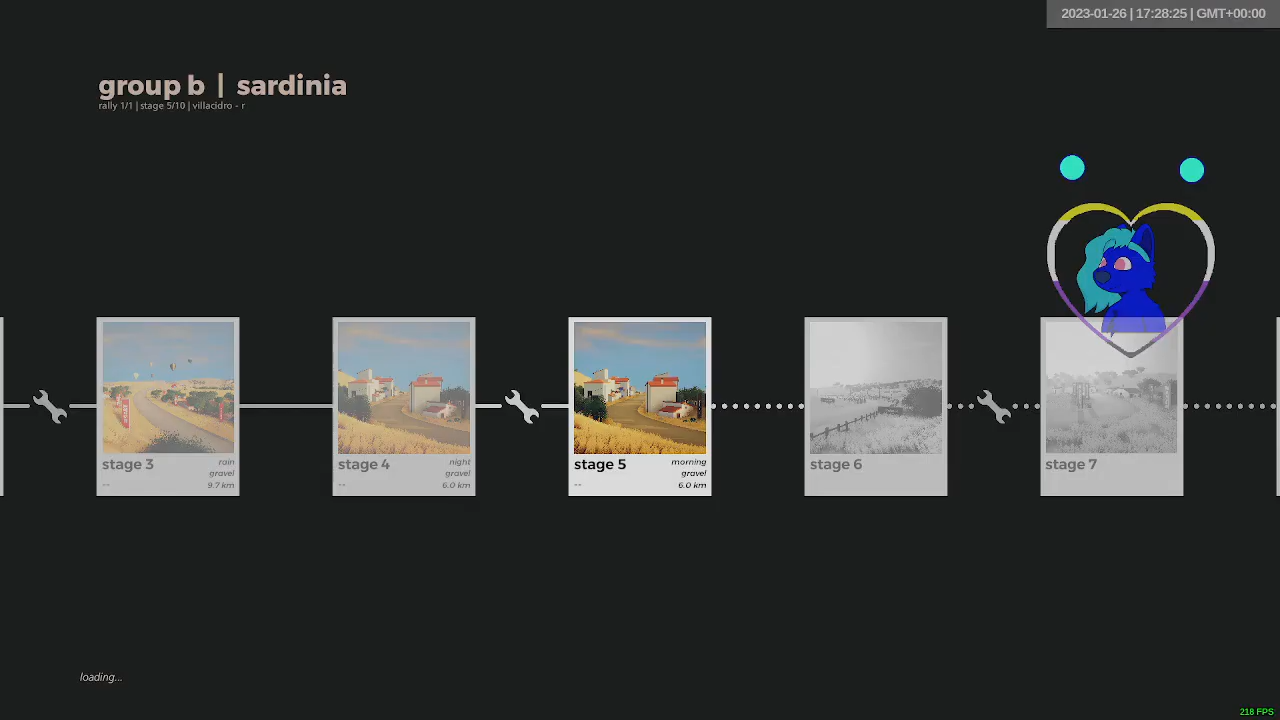 2023-01-26 | 17:28:25 | GMT+00:00
group b | sardinia
rally 1/1 | stage 5/10 | villacidro - r
stage 3
rain
gravel
--
9.7 km
stage 4
night
gravel
--
6.0 km
stage 5
morning
gravel
--
6.0 km
stage 6
stage 7
loading...
218 FPS